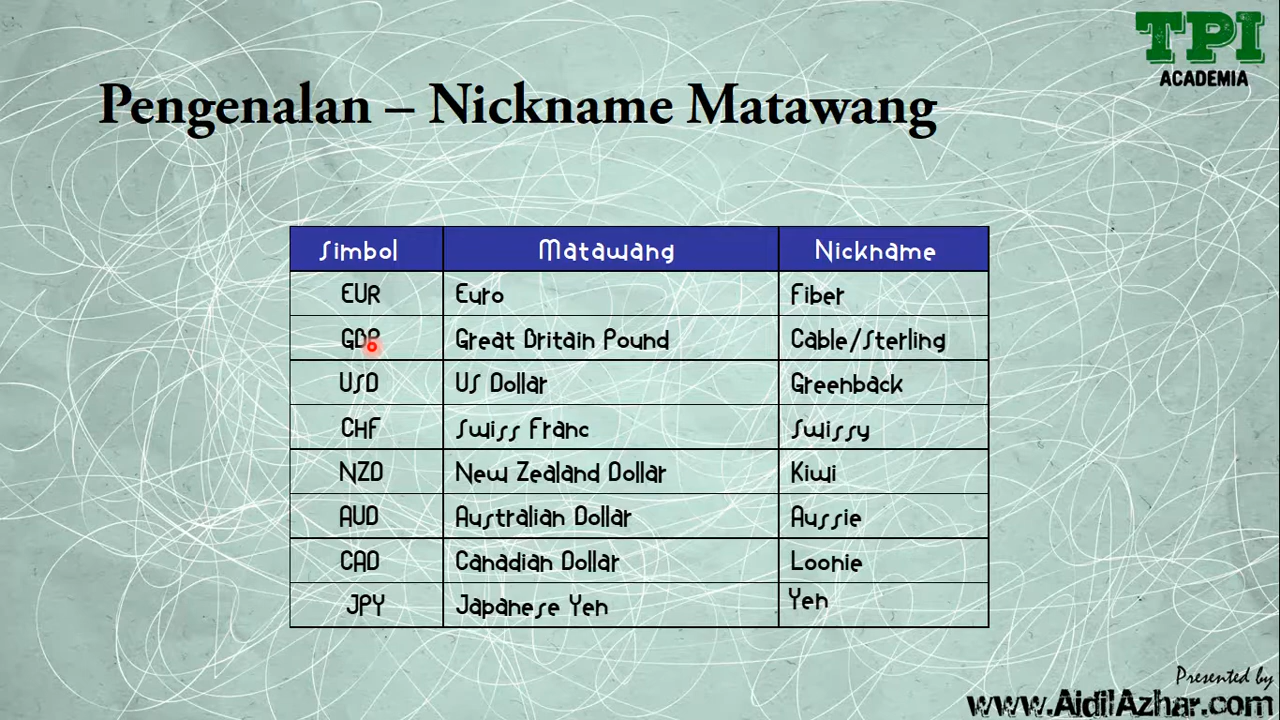 TPI
ACADEMIA
Pengenalan – Nickname Matawang
Simbol Matawang Nickname
EUR Euro Fiber
GBP Great Britain Pound Cable/Sterling
USD US Dollar Greenback
CHF Swiss Franc Swissy
NZD New Zealand Dollar Kiwi
AUD Australian Dollar Aussie
CAD Canadian Dollar Loonie
JPY Japanese Yen Yen
Presented by
www.AidilAzhar.com